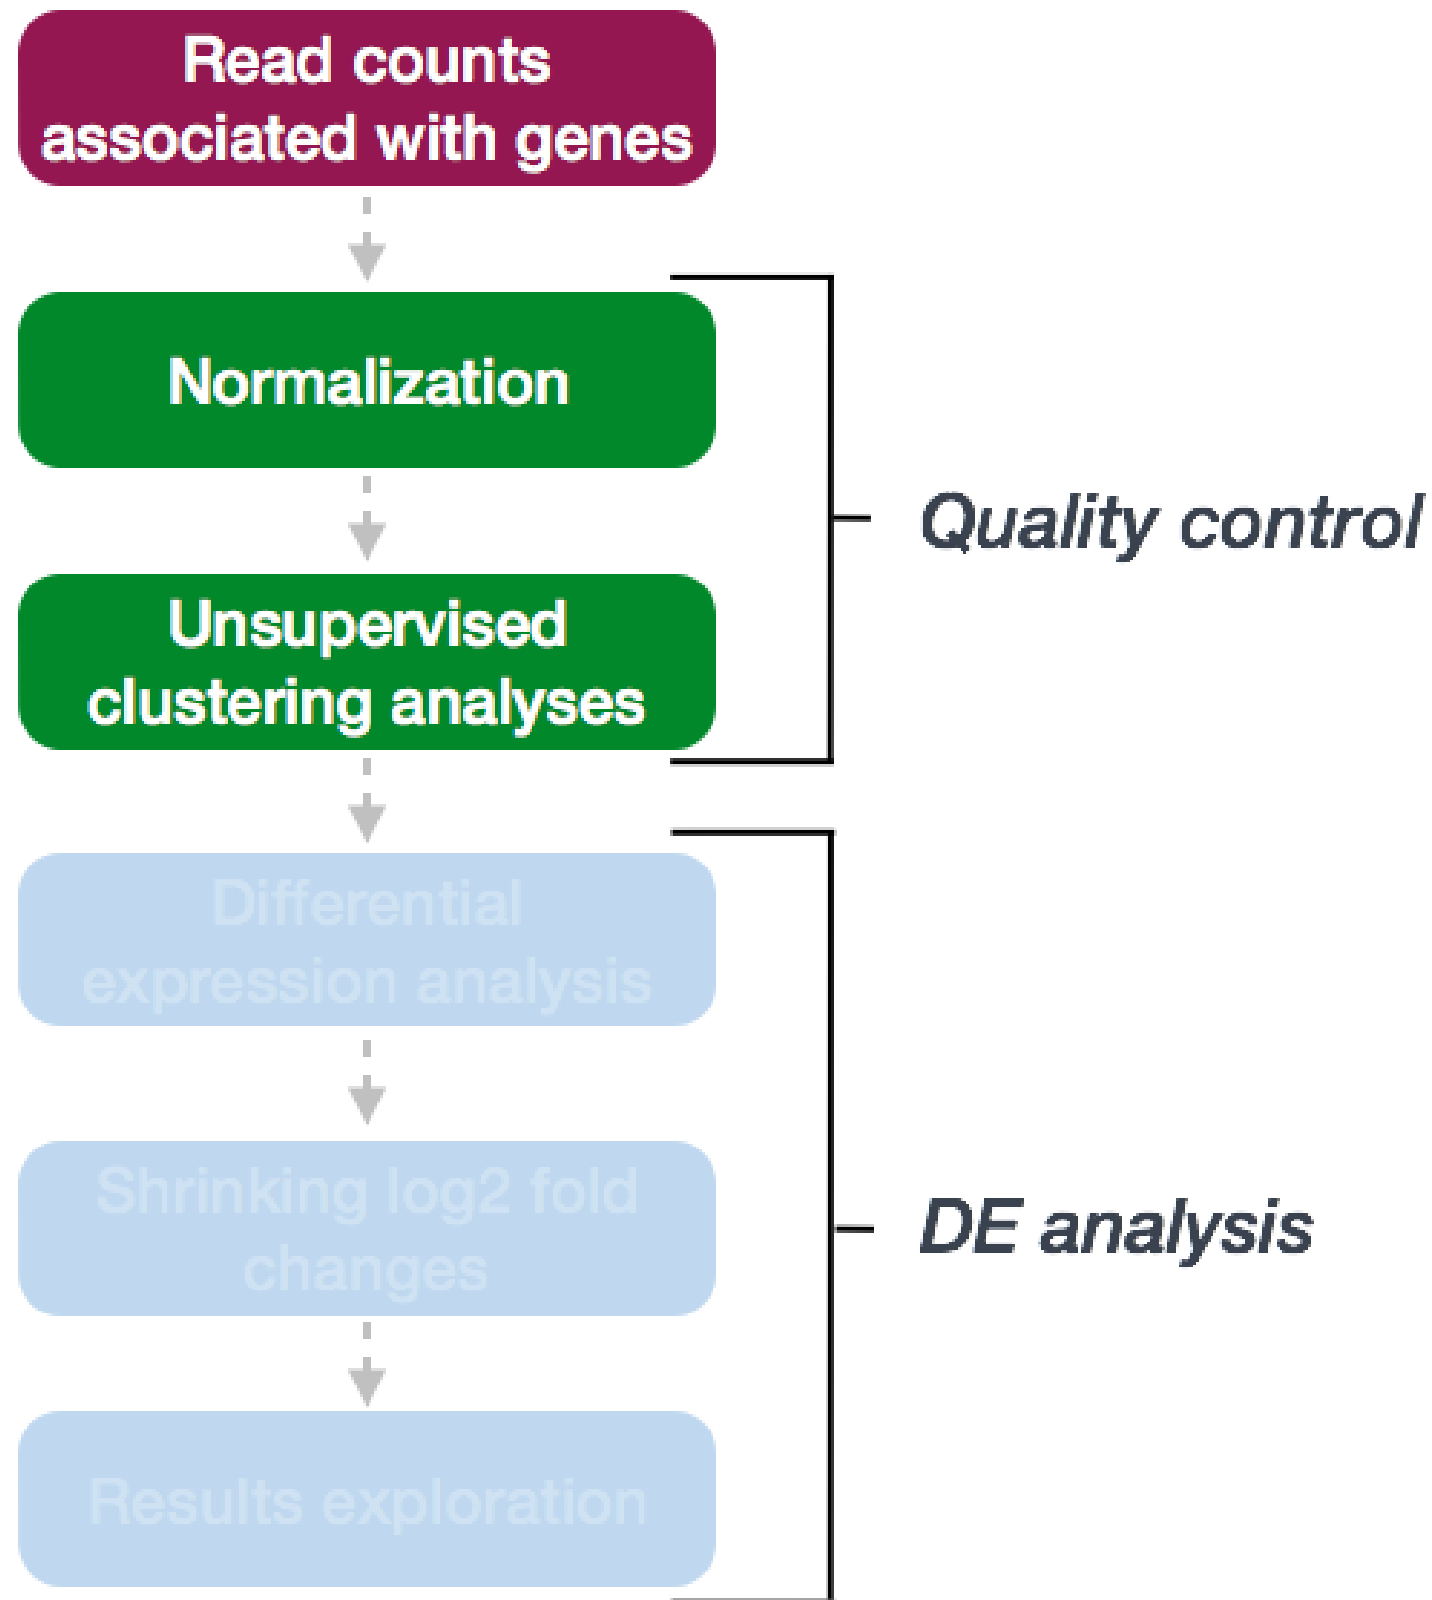 Read counts
associated with genes
Normalization
Unsupervised
clustering analyses
Quality control
Differential
expression analysis
Shrinking log2 fold
changes
DE analysis
Results exploration